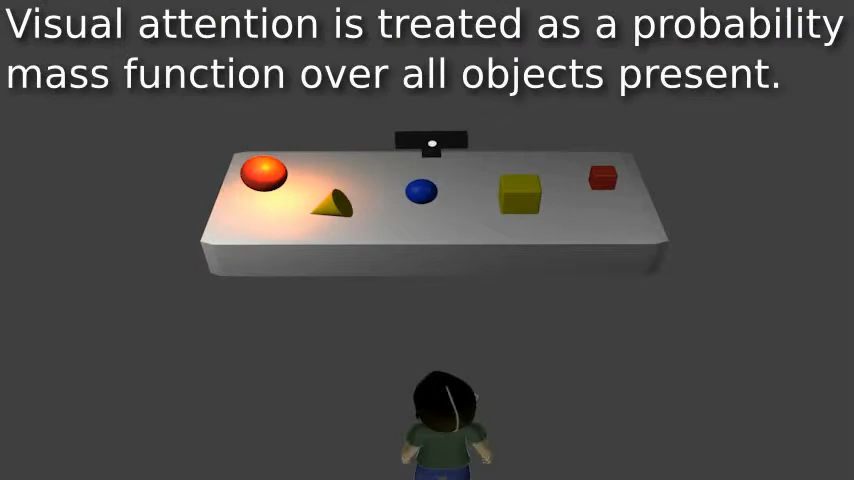 Visual attention is treated as a probability
mass function over all objects present.